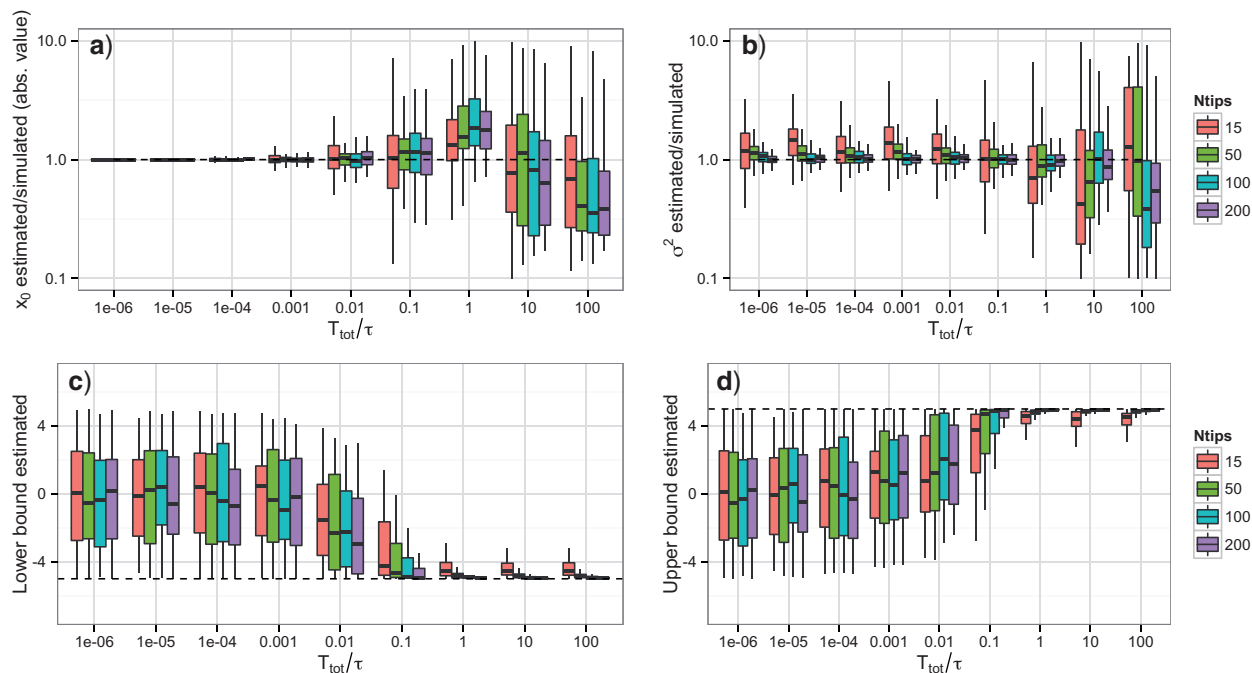 a)
x₀ estimated/simulated (abs. value)
10.0
1.0
0.1
1e-06 1e-05 1e-04 0.001 0.01 0.1 1 10 100
T_tot/τ
b)
σ² estimated/simulated
10.0
1.0
0.1
1e-06 1e-05 1e-04 0.001 0.01 0.1 1 10 100
T_tot/τ
Ntips
15
50
100
200
c)
Lower bound estimated
4
0
-4
1e-06 1e-05 1e-04 0.001 0.01 0.1 1 10 100
T_tot/τ
d)
Upper bound estimated
4
0
-4
1e-06 1e-05 1e-04 0.001 0.01 0.1 1 10 100
T_tot/τ
Ntips
15
50
100
200